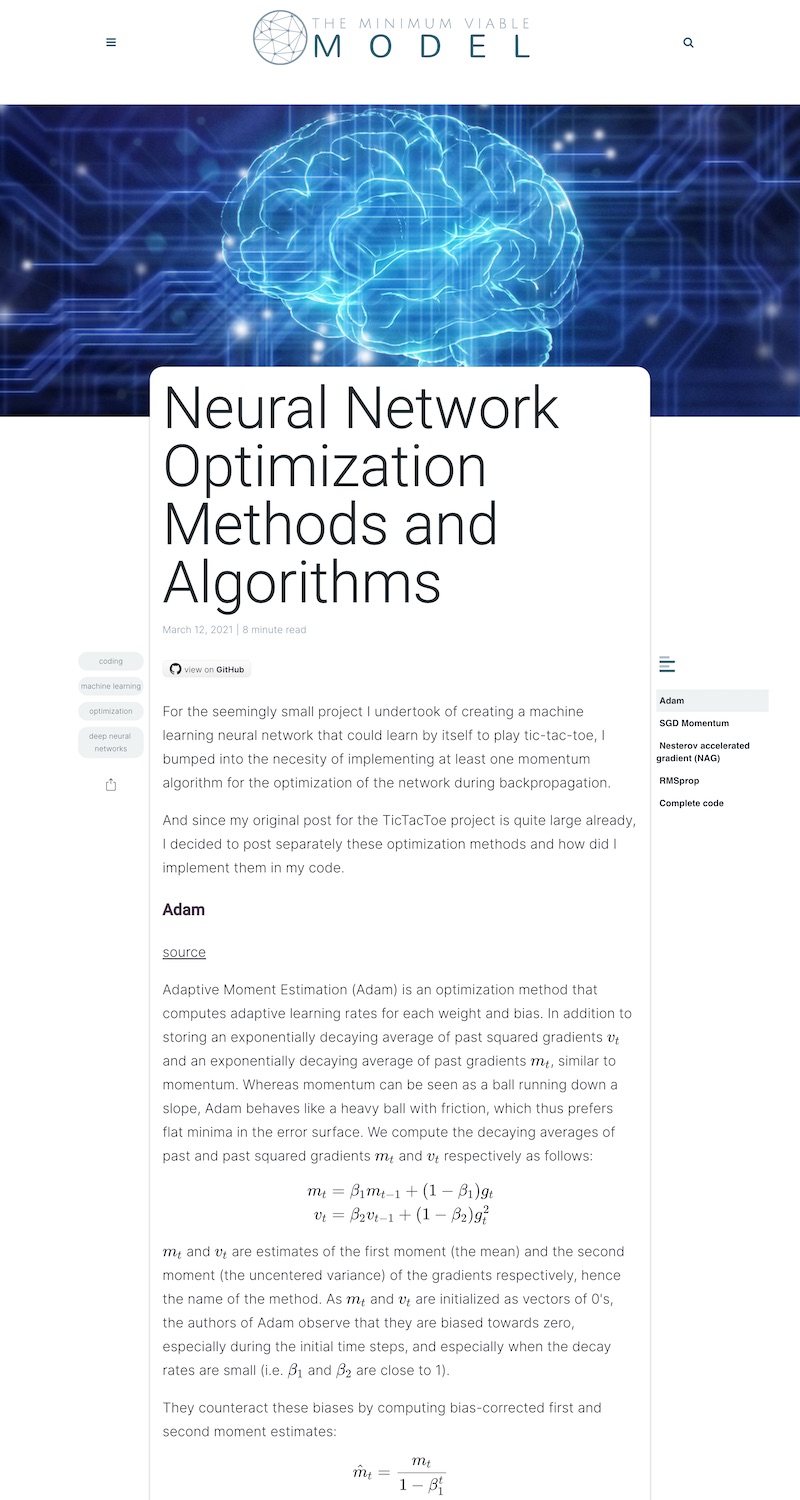 THE MINIMUM VIABLE
MODEL
Neural Network
Optimization
Methods and
Algorithms
March 12, 2021 | 8 minute read
coding
machine learning
optimization
deep neural
networks
view on GitHub
Adam
SGD Momentum
Nesterov accelerated
gradient (NAG)
RMSprop
Complete code
For the seemingly small project I undertook of creating a machine
learning neural network that could learn by itself to play tic-tac-toe, I
bumped into the necesity of implementing at least one momentum
algorithm for the optimization of the network during backpropagation.
And since my original post for the TicTacToe project is quite large already,
I decided to post separately these optimization methods and how did I
implement them in my code.
Adam
source
Adaptive Moment Estimation (Adam) is an optimization method that
computes adaptive learning rates for each weight and bias. In addition to
storing an exponentially decaying average of past squared gradients v_t
and an exponentially decaying average of past gradients m_t, similar to
momentum. Whereas momentum can be seen as a ball running down a
slope, Adam behaves like a heavy ball with friction, which thus prefers
flat minima in the error surface. We compute the decaying averages of
past and past squared gradients m_t and v_t respectively as follows:
m_t = β_1 m_{t−1} + (1 − β_1)g_t
v_t = β_2 v_{t−1} + (1 − β_2)g_t^2
m_t and v_t are estimates of the first moment (the mean) and the second
moment (the uncentered variance) of the gradients respectively, hence
the name of the method. As m_t and v_t are initialized as vectors of 0's,
the authors of Adam observe that they are biased towards zero,
especially during the initial time steps, and especially when the decay
rates are small (i.e. β_1 and β_2 are close to 1).
They counteract these biases by computing bias-corrected first and
second moment estimates:
m̂_t = m_t / (1 − β_1^t)